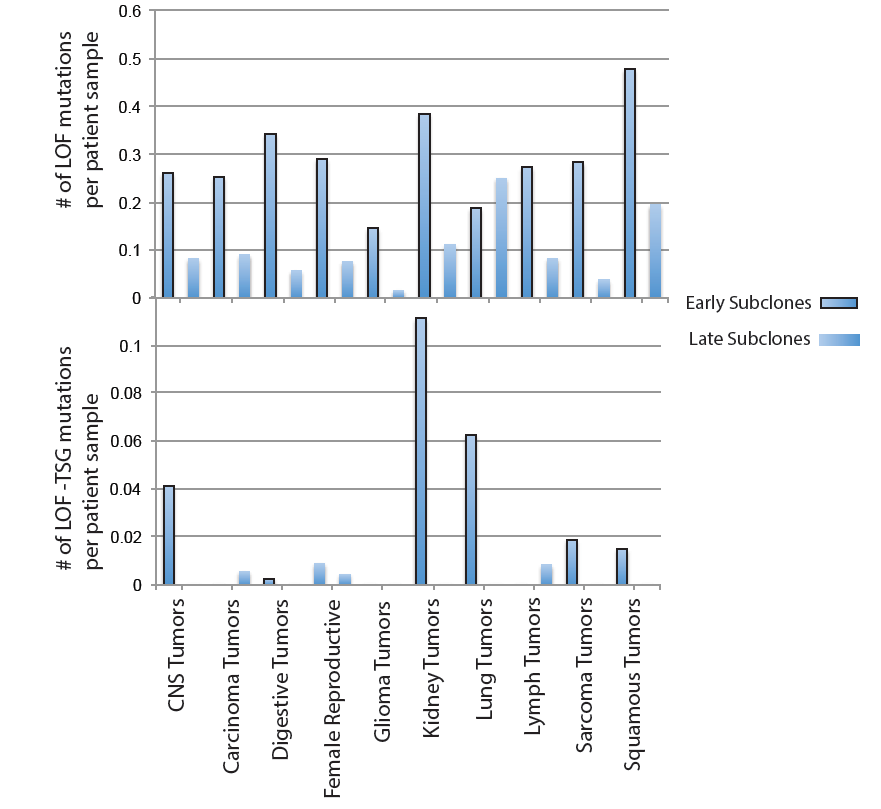 # of LOF mutations
per patient sample
0.6
0.5
0.4
0.3
0.2
0.1
0
Early Subclones
Late Subclones
# of LOF -TSG mutations
per patient sample
0.1
0.08
0.06
0.04
0.02
0
CNS Tumors
Carcinoma Tumors
Digestive Tumors
Female Reproductive
Glioma Tumors
Kidney Tumors
Lung Tumors
Lymph Tumors
Sarcoma Tumors
Squamous Tumors